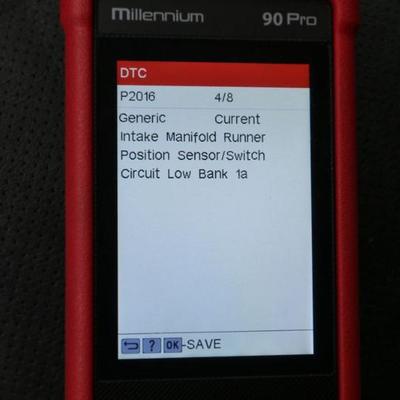 Millennium 90 Pro
DTC
P2016 4/8
Generic Current
Intake Manifold Runner
Position Sensor/Switch
Circuit Low Bank 1a
? OK -SAVE